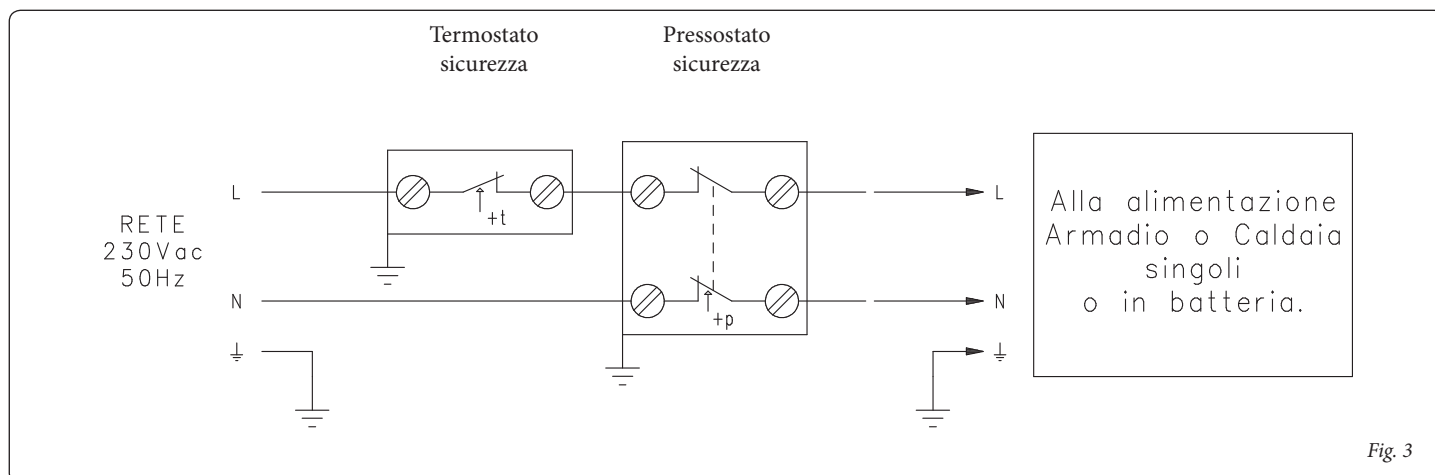 Termostato
sicurezza
Pressostato
sicurezza
RETE
230Vac
50Hz
L
+t
L
N
+p
N
Alla alimentazione
Armadio o Caldaia
singoli
o in batteria.
Fig. 3